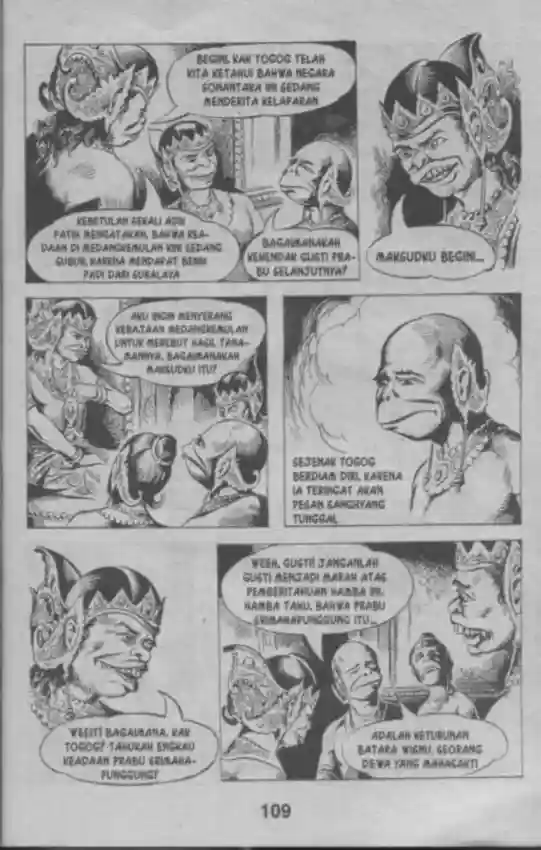 BEGINI, KAK TOGOG TELAH
KITA KETAHUI BAHWA NEGARA
SONANTAKA INI SEDANG
MENDERITA KELAPARAN
KEBETULAN SEKALI ADIK
PATIH MENGATAKAN, BAHWA KEA-
DAAN DI MEDANGKEMULAN KINI SEDANG
SUBUR, KARENA MENDAPAT BENIH
PADI DARI SURALAYA
BAGAIMANAKAH
KEHENDAK GUSTI PRA-
BU SELANJUTNYA?
MAKSUDKU BEGINI...
AKU INGIN MENYERANG
KERAJAAN MEDANGKEMULAN
UNTUK MEREBUT HASIL TANA-
MANNYA. BAGAIMANAKAH
MAKSUDKU ITU?
SEJENAK TOGOG
BERDIAM DIRI, KARENA
IA TERINGAT AKAN
PESAN SANGHYANG
TUNGGAL
WEEH, GUSTI! JANGANLAH
GUSTI MENJADI MARAH ATAS
PEMBERITAHUAN HAMBA INI.
HAMBA TAHU, BAHWA PRABU
SRIMAHAPUNGGUNG ITU...
WEEIT! BAGAIMANA, KAK
TOGOG? TAHUKAH ENGKAU
KEADAAN PRABU SRIMAHA-
PUNGGUNG?
ADALAH KETURUNAN
BATARA WISNU, SEORANG
DEWA YANG MAHASAKTI
109